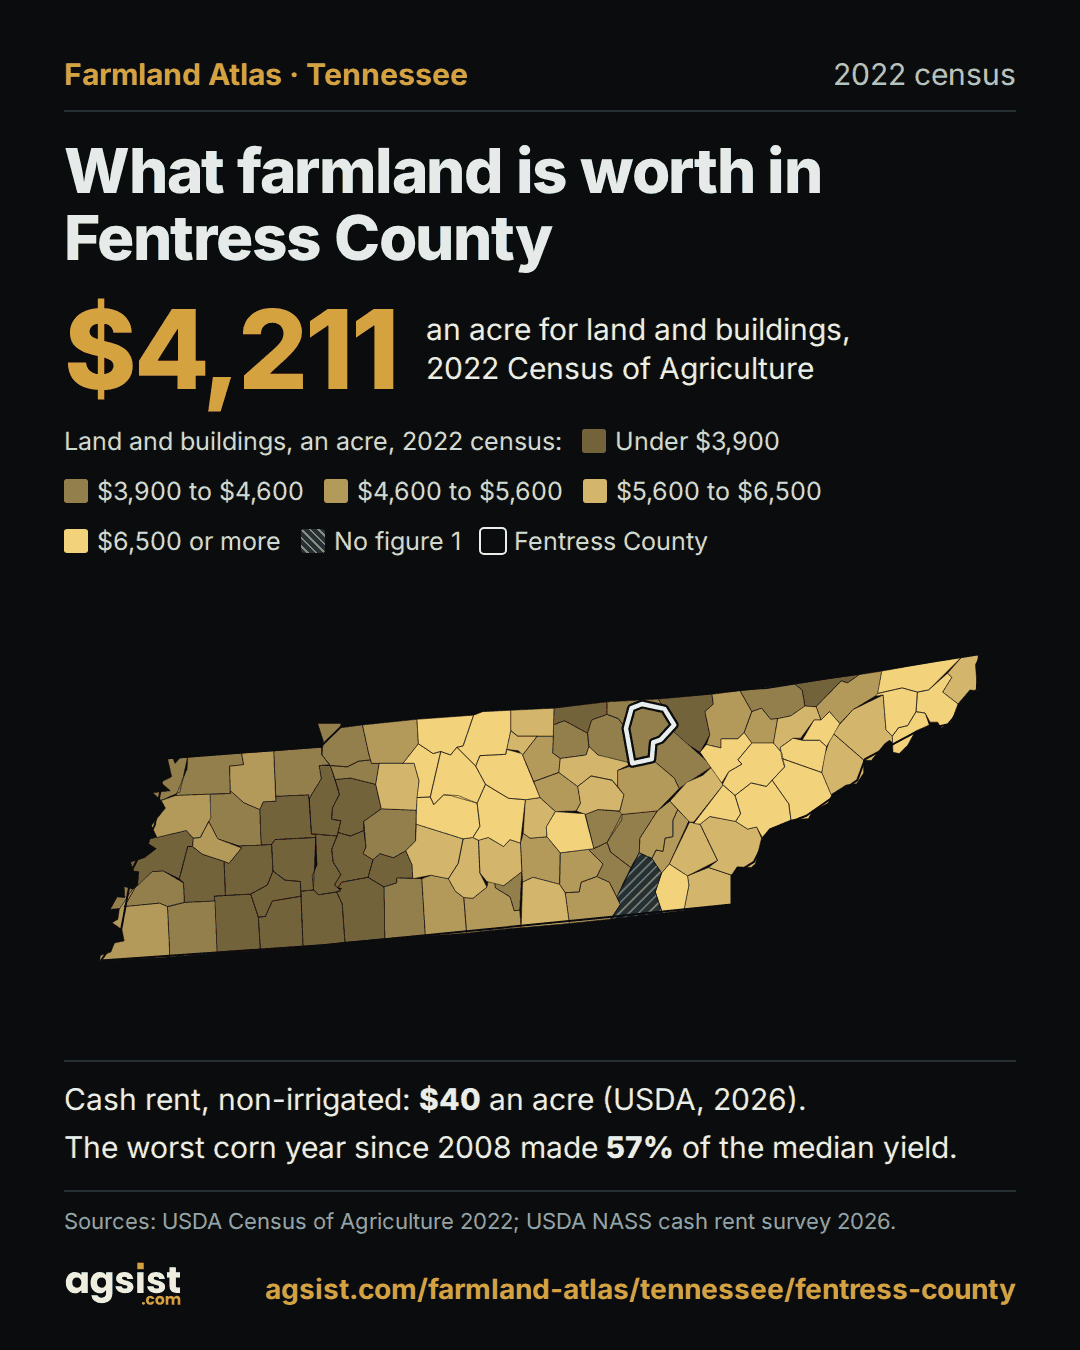 Farmland Atlas · Tennessee
2022 census
What farmland is worth in
Fentress County
$4,211
an acre for land and buildings,
2022 Census of Agriculture
Land and buildings, an acre, 2022 census: Under $3,900
$3,900 to $4,600 $4,600 to $5,600 $5,600 to $6,500
$6,500 or more No figure 1 Fentress County
Cash rent, non-irrigated: $40 an acre (USDA, 2026).
The worst corn year since 2008 made 57% of the median yield.
Sources: USDA Census of Agriculture 2022; USDA NASS cash rent survey 2026.
agsist
.com
agsist.com/farmland-atlas/tennessee/fentress-county